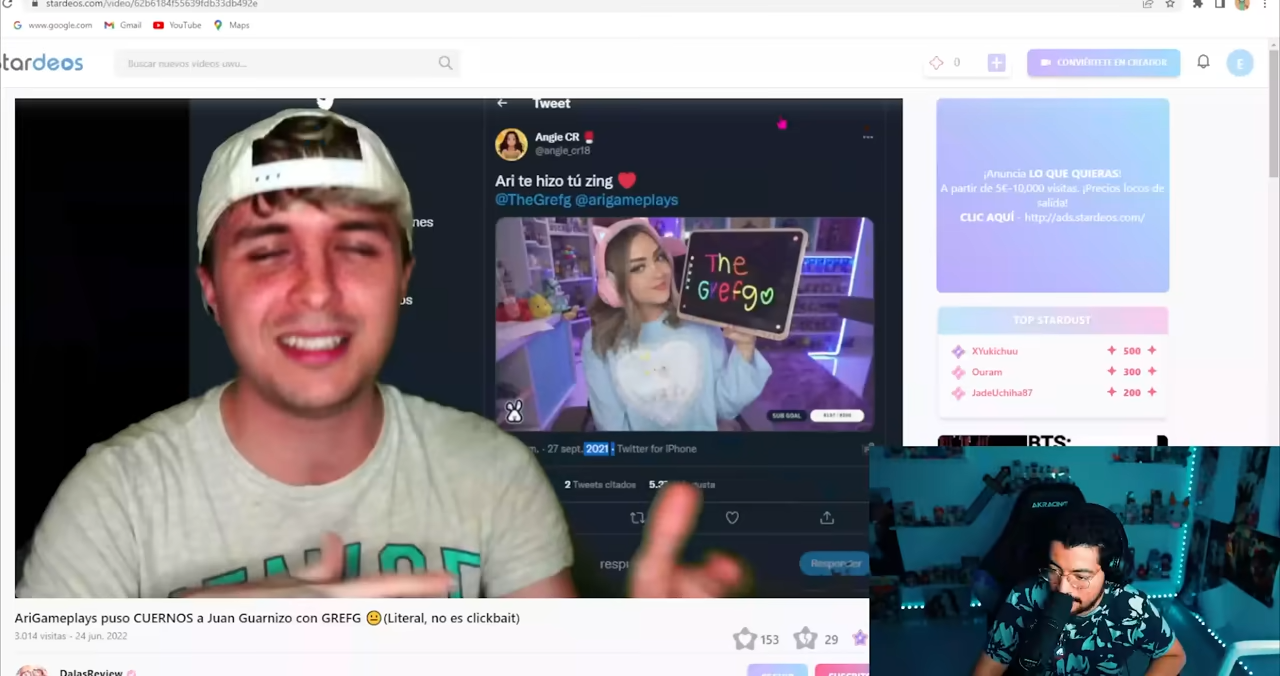 stardeos.com/video/62b6184f55639fdb33db492e
www.google.com
Gmail
YouTube
Maps
stardeos
Buscar nuevos videos uwu...
0
CONVIÉRTETE EN CREADOR
E
Tweet
Angie CR
@angie_cr18
Ari te hizo tú zing
@TheGrefg @arigameplays
The
Grefg
SUB GOAL
27 sept. 2021 · Twitter for iPhone
2 Tweets citados
Responder
¡Anuncia LO QUE QUIERAS!
A partir de 5€-10,000 visitas. ¡Precios locos de
salida!
CLIC AQUÍ - http://ads.stardeos.com/
TOP STARDUST
XYukichuu 500
Ouram 300
JadeUchiha87 200
BTS:
AKRACING
AriGameplays puso CUERNOS a Juan Guarnizo con GREFG 😐(Literal, no es clickbait)
3.014 visitas - 24 jun. 2022
153
29
DalasReview